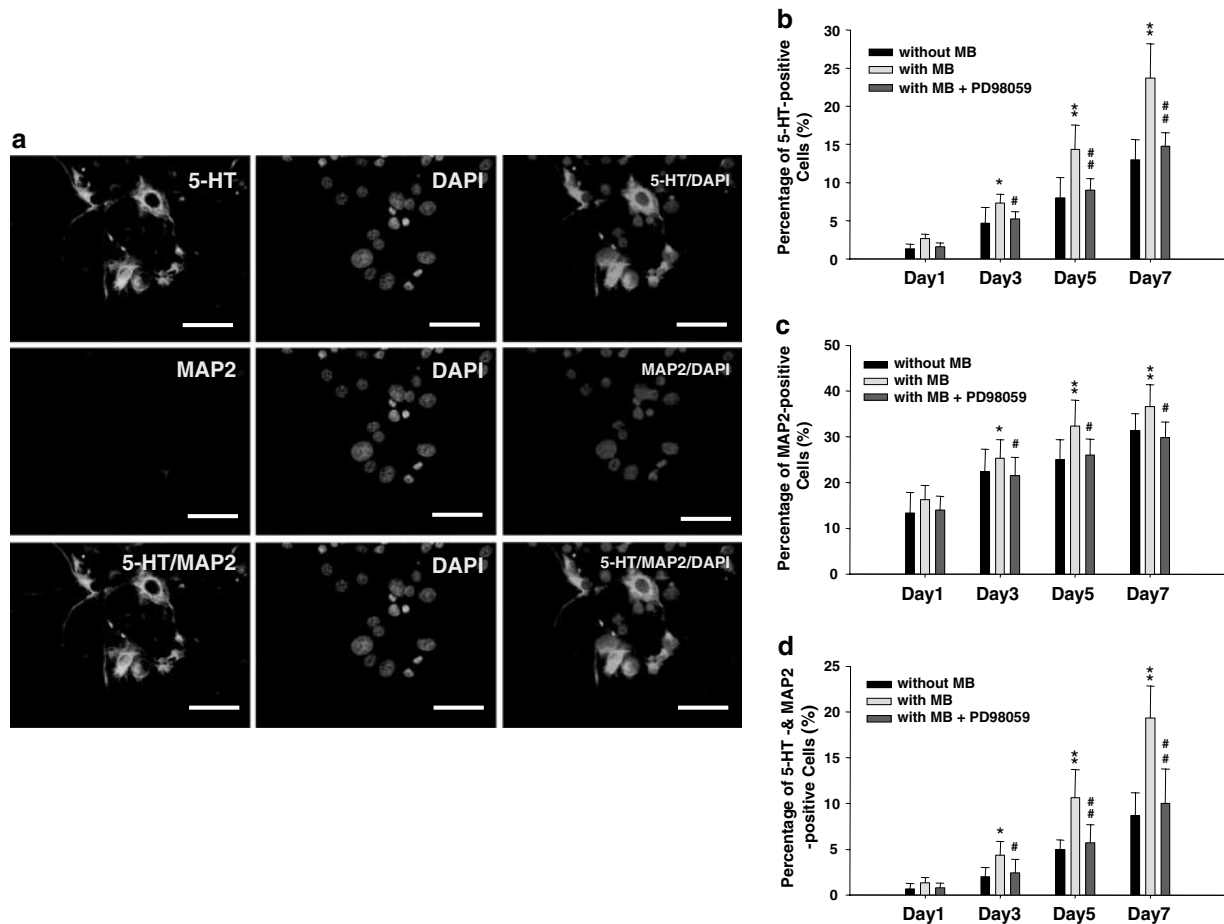 a
5-HT
DAPI
5-HT/DAPI
MAP2
DAPI
MAP2/DAPI
5-HT/MAP2
DAPI
5-HT/MAP2/DAPI
b
Percentage of 5-HT-positive
Cells (%)
30
25
20
15
10
5
0
without MB
with MB
with MB + PD98059
*
#
**
##
**
##
Day1
Day3
Day5
Day7
c
Percentage of MAP2-positive
Cells (%)
50
40
30
20
10
0
without MB
with MB
with MB + PD98059
*
#
**
#
**
#
Day1
Day3
Day5
Day7
d
Percentage of 5-HT -& MAP2
-positive Cells (%)
25
20
15
10
5
0
without MB
with MB
with MB + PD98059
*
#
**
##
**
##
Day1
Day3
Day5
Day7